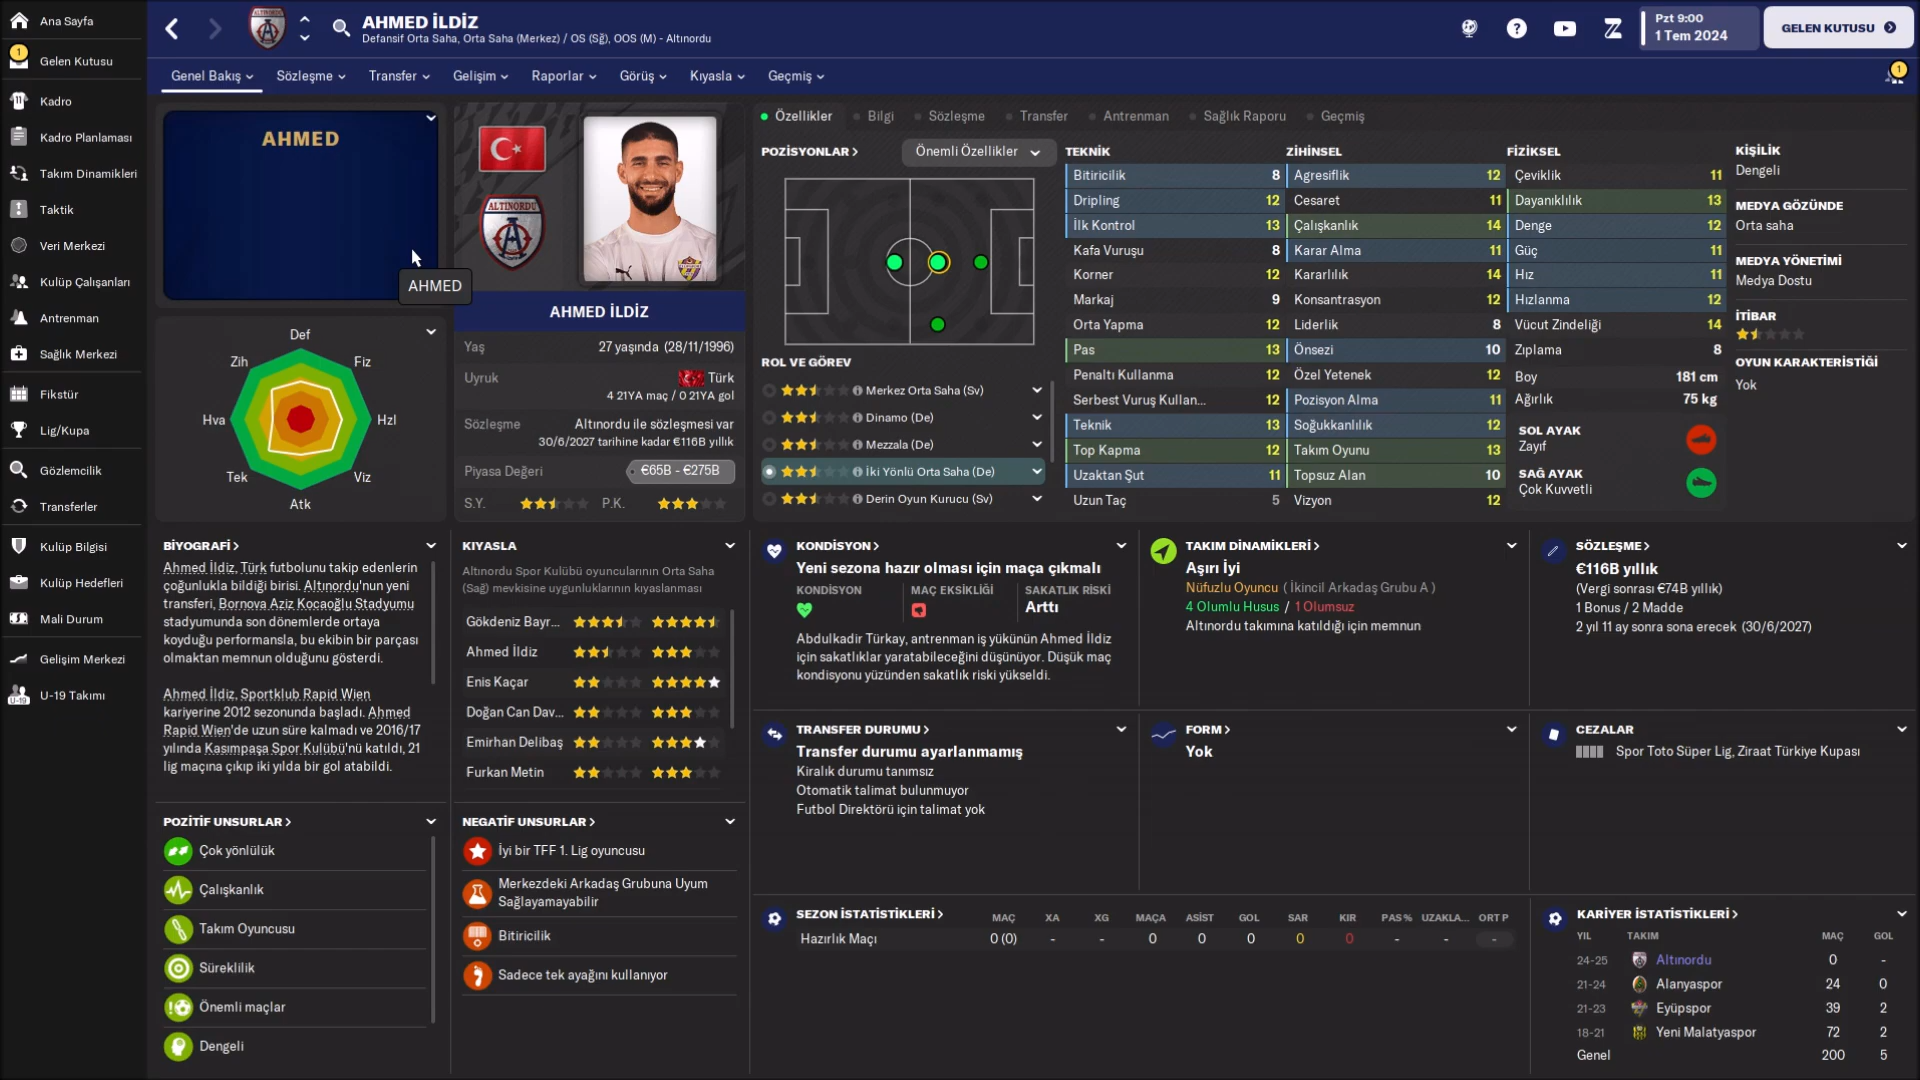 Ana Sayfa
1
Gelen Kutusu
Kadro
Kadro Planlaması
Takım Dinamikleri
Taktik
Veri Merkezi
Kulüp Çalışanları
Antrenman
Sağlık Merkezi
Fikstür
Lig/Kupa
Gözlemcilik
Transferler
Kulüp Bilgisi
Kulüp Hedefleri
Mali Durum
Gelişim Merkezi
U-19 Takımı
AHMED İLDİZ
Defansif Orta Saha, Orta Saha (Merkez) / OS (Sğ), OOS (M) - Altınordu
Pzt 9:00
1 Tem 2024
GELEN KUTUSU
Genel Bakış Sözleşme Transfer Gelişim Raporlar Görüş Kıyasla Geçmiş
1
AHMED
AHMED
Def
Fiz
Hzl
Viz
Atk
Tek
Hva
Zih
ALTINORDU
AHMED İLDİZ
Yaş 27 yaşında (28/11/1996)
Uyruk Türk
4 21YA maç / 0 21YA gol
Sözleşme Altınordu ile sözleşmesi var
30/6/2027 tarihine kadar €116B yıllık
Piyasa Değeri €65B - €275B
S.Y. P.K.
Özellikler Bilgi Sözleşme Transfer Antrenman Sağlık Raporu Geçmiş
POZİSYONLAR
Önemli Özellikler
ROL VE GÖREV
Merkez Orta Saha (Sv)
Dinamo (De)
Mezzala (De)
İki Yönlü Orta Saha (De)
Derin Oyun Kurucu (Sv)
TEKNİK
Bitiricilik 8
Dripling 12
İlk Kontrol 13
Kafa Vuruşu 8
Korner 12
Markaj 9
Orta Yapma 12
Pas 13
Penaltı Kullanma 12
Serbest Vuruş Kullan... 12
Teknik 13
Top Kapma 12
Uzaktan Şut 11
Uzun Taç 5
ZİHİNSEL
Agresiflik 12
Cesaret 11
Çalışkanlık 14
Karar Alma 11
Kararlılık 14
Konsantrasyon 12
Liderlik 8
Önsezi 10
Özel Yetenek 12
Pozisyon Alma 11
Soğukkanlılık 12
Takım Oyunu 13
Topsuz Alan 10
Vizyon 12
FİZİKSEL
Çeviklik 11
Dayanıklılık 13
Denge 12
Güç 11
Hız 11
Hızlanma 12
Vücut Zindeliği 14
Zıplama 8
Boy 181 cm
Ağırlık 75 kg
SOL AYAK
Zayıf
SAĞ AYAK
Çok Kuvvetli
KİŞİLİK
Dengeli
MEDYA GÖZÜNDE
Orta saha
MEDYA YÖNETİMİ
Medya Dostu
İTİBAR
OYUN KARAKTERİSTİĞİ
Yok
BİYOGRAFİ
Ahmed İldiz, Türk futbolunu takip edenlerin
çoğunlukla bildiği birisi. Altınordu'nun yeni
transferi, Bornova Aziz Kocaoğlu Stadyumu
stadyumunda son dönemlerde ortaya
koyduğu performansla, bu ekibin bir parçası
olmaktan memnun olduğunu gösterdi.
Ahmed İldiz, Sportklub Rapid Wien
kariyerine 2012 sezonunda başladı. Ahmed
Rapid Wien'de uzun süre kalmadı ve 2016/17
yılında Kasımpaşa Spor Kulübü'nü katıldı, 21
lig maçına çıkıp iki yılda bir gol atabildi.
KIYASLA
Altınordu Spor Kulübü oyuncularının Orta Saha
(Sağ) mevkisine uygunluklarının kıyaslanması
Gökdeniz Bayr...
Ahmed İldiz
Enis Kaçar
Doğan Can Dav...
Emirhan Delibaş
Furkan Metin
KONDİSYON
Yeni sezona hazır olması için maça çıkmalı
KONDİSYON MAÇ EKSİKLİĞİ SAKATLIK RİSKİ
Arttı
Abdulkadir Türkay, antrenman iş yükünün Ahmed İldiz
için sakatlıklar yaratabileceğini düşünüyor. Düşük maç
kondisyonu yüzünden sakatlık riski yükseldi.
TAKIM DİNAMİKLERİ
Aşırı İyi
Nüfuzlu Oyuncu ( İkincil Arkadaş Grubu A )
4 Olumlu Husus / 1 Olumsuz
Altınordu takımına katıldığı için memnun
SÖZLEŞME
€116B yıllık
(Vergi sonrası €74B yıllık)
1 Bonus / 2 Madde
2 yıl 11 ay sonra sona erecek (30/6/2027)
TRANSFER DURUMU
Transfer durumu ayarlanmamış
Kiralık durumu tanımsız
Otomatik talimat bulunmuyor
Futbol Direktörü için talimat yok
FORM
Yok
CEZALAR
Spor Toto Süper Lig, Ziraat Türkiye Kupası
POZİTİF UNSURLAR
Çok yönlülük
Çalışkanlık
Takım Oyuncusu
Süreklilik
Önemli maçlar
Dengeli
NEGATİF UNSURLAR
İyi bir TFF 1. Lig oyuncusu
Merkezdeki Arkadaş Grubuna Uyum
Sağlayamayabilir
Bitiricilik
Sadece tek ayağını kullanıyor
SEZON İSTATİSTİKLERİ MAÇ XA XG MAÇA ASİST GOL SAR KIR PAS % UZAKLA... ORT P
Hazırlık Maçı 0 (0) - - 0 0 0 0 0 - - -
KARİYER İSTATİSTİKLERİ
YIL TAKIM MAÇ GOL
24-25 Altınordu 0 -
21-24 Alanyaspor 24 0
21-23 Eyüpspor 39 2
18-21 Yeni Malatyaspor 72 2
Genel 200 5